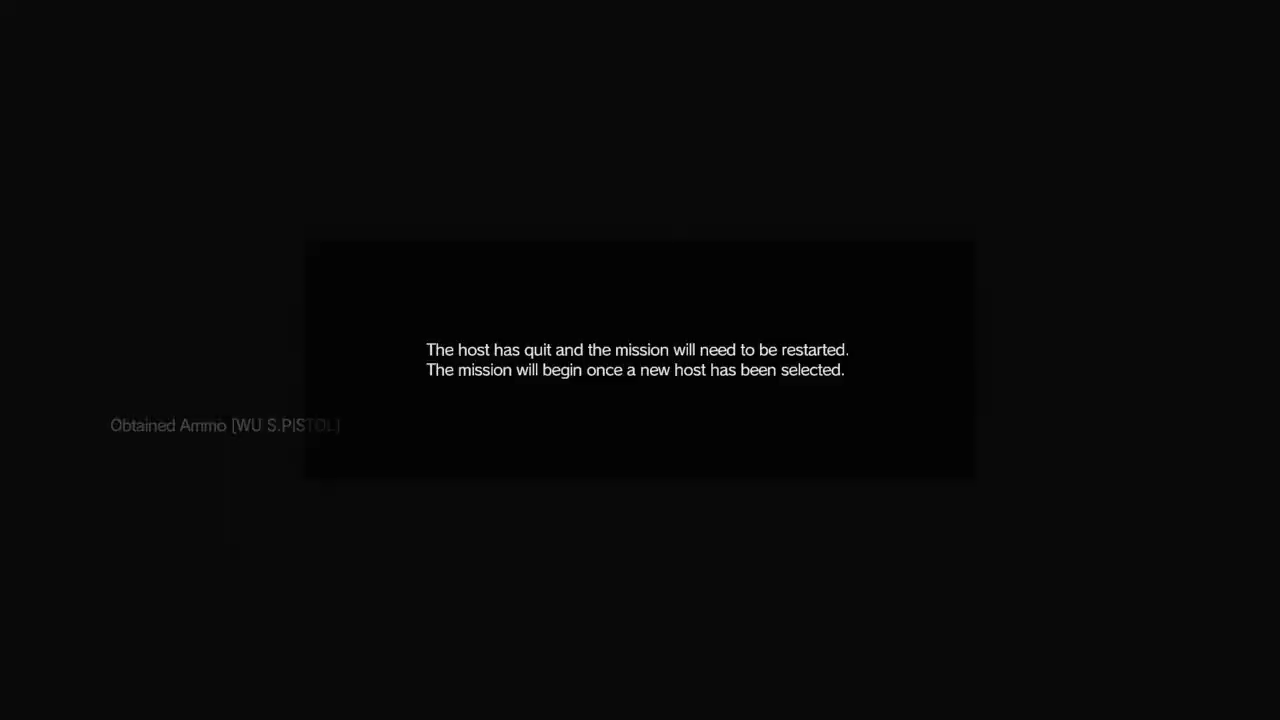 The host has quit and the mission will need to be restarted.
The mission will begin once a new host has been selected.
Obtained Ammo [WU S.PISTOL]